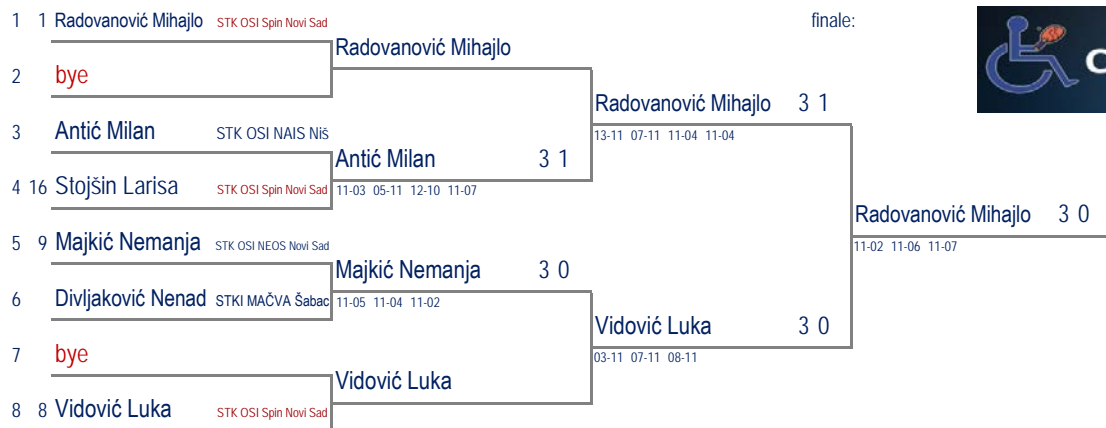 1 1 Radovanović Mihajlo STK OSI Spin Novi Sad finale:
Radovanović Mihajlo
2 bye
Radovanović Mihajlo 3 1
3 Antić Milan STK OSI NAIS Niš 13-11 07-11 11-04 11-04
Antić Milan 3 1
4 16 Stojšin Larisa STK OSI Spin Novi Sad 11-03 05-11 12-10 11-07
Radovanović Mihajlo 3 0
5 9 Majkić Nemanja STK OSI NEOS Novi Sad 11-02 11-06 11-07
Majkić Nemanja 3 0
6 Divljaković Nenad STKI MAČVA Šabac 11-05 11-04 11-02
Vidović Luka 3 0
7 bye 03-11 07-11 08-11
Vidović Luka
8 8 Vidović Luka STK OSI Spin Novi Sad